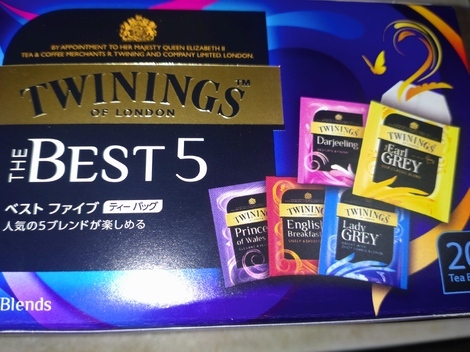 BY APPOINTMENT TO HER MAJESTY QUEEN ELIZABETH II
TEA & COFFEE MERCHANTS R. TWINING AND COMPANY LIMITED, LONDON.
TWININGS™
OF LONDON
THE BEST 5
ベスト ファイブ ティーバッグ
人気の5ブレンドが楽しめる
TWININGS
Darjeeling
TWININGS
The Earl
GREY
TWININGS
Prince
of Wales
TWININGS
English
Breakfast
TWININGS
Lady
GREY
20
Tea B
Blends